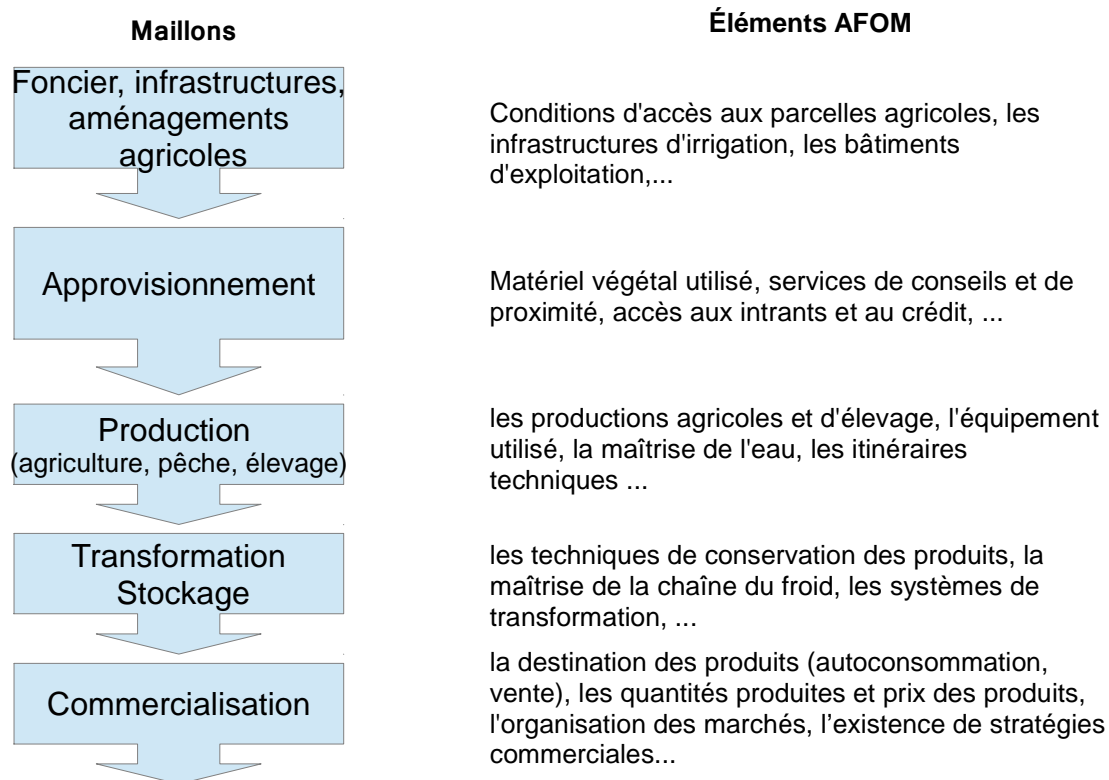 Maillons
Éléments AFOM
Foncier, infrastructures,
aménagements
agricoles
Conditions d'accès aux parcelles agricoles, les
infrastructures d'irrigation, les bâtiments
d'exploitation,...
Approvisionnement
Matériel végétal utilisé, services de conseils et de
proximité, accès aux intrants et au crédit, ...
Production
(agriculture, pêche, élevage)
les productions agricoles et d'élevage, l'équipement
utilisé, la maîtrise de l'eau, les itinéraires
techniques ...
Transformation
Stockage
les techniques de conservation des produits, la
maîtrise de la chaîne du froid, les systèmes de
transformation, ...
Commercialisation
la destination des produits (autoconsommation,
vente), les quantités produites et prix des produits,
l'organisation des marchés, l’existence de stratégies
commerciales...